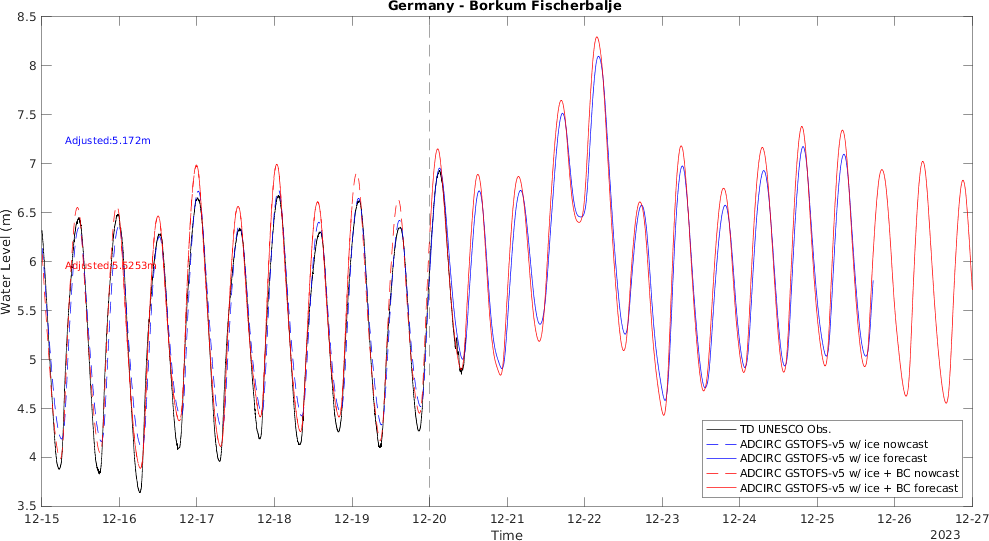 Germany - Borkum Fischerbalje
8.5
8
7.5
7
6.5
6
5.5
5
4.5
4
3.5
Water Level (m)
Adjusted:5.172m
Adjusted:5.6253m
TD UNESCO Obs.
ADCIRC GSTOFS-v5 w/ ice nowcast
ADCIRC GSTOFS-v5 w/ ice forecast
ADCIRC GSTOFS-v5 w/ ice + BC nowcast
ADCIRC GSTOFS-v5 w/ ice + BC forecast
12-15 12-16 12-17 12-18 12-19 12-20 12-21 12-22 12-23 12-24 12-25 12-26 12-27
Time
2023